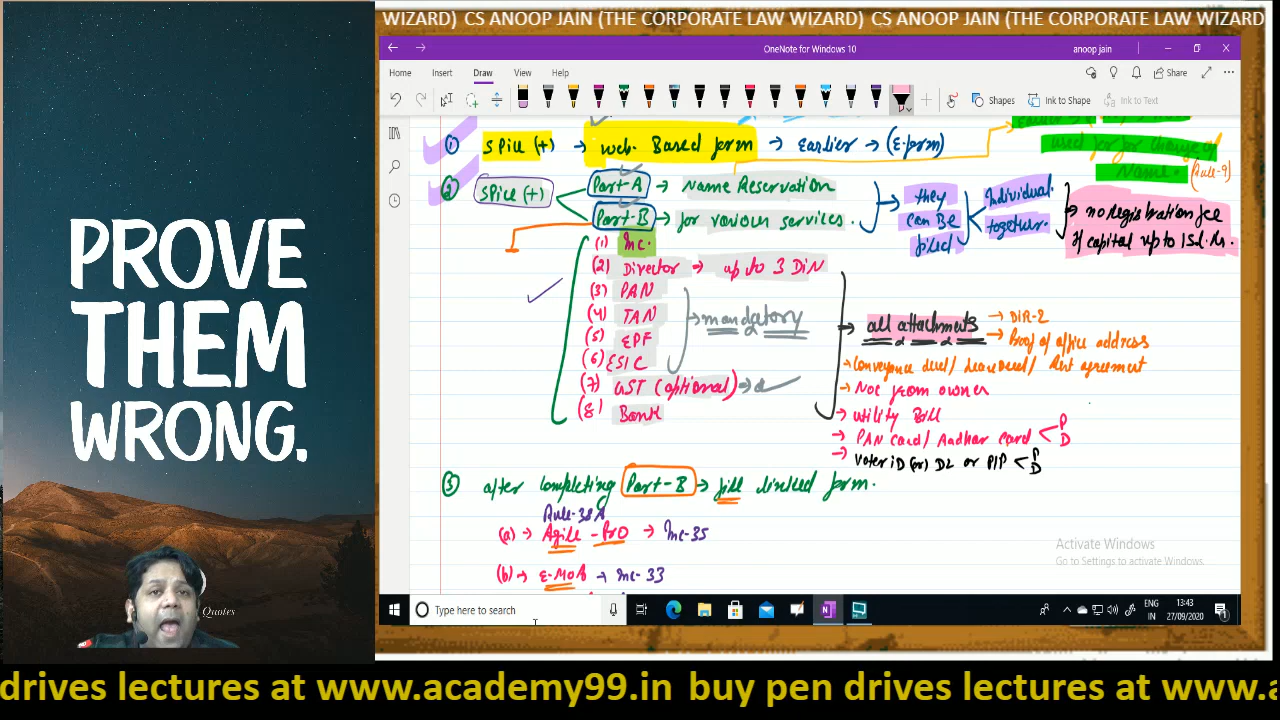 WIZARD) CS ANOOP JAIN (THE CORPORATE LAW WIZARD) CS ANOOP JAIN (THE CORPORATE LAW WIZARD
OneNote for Windows 10
anoop jain
Home Insert Draw View Help
Share
Shapes
Ink to Shape
Ink to Text
① SPICE (+) → web-Based form → Earlier → (E-form)
used for for change of
Name. (Rule-9)
② SPICE (+)
Part-A → Name Reservation
Part-B → for various services.
they can BE filed
Individual.
together.
→ no Registration fee
if capital up to 15L.Rs.
(1) Inc.
(2) Director → up to 3 DIN
(3) PAN
(4) TAN
(5) EPF
(6) ESIC
→ mandatory
(7) GST (optional) →
(8) Bank
→ all attachments
→ DIR-2
→ Proof of office address
→ Conveyance deed/ Lease deed/ Rent agreement
→ NOC from owner
→ utility Bill
→ PAN card/ Aadhar card < P D
→ Voter iD (or) DL or P/P < P D
③ after completing Part-B → fill linked form.
Rule-38A
(a) → Agile - Pro → Inc-35
(b) → E-MOA → Inc-33
Activate Windows
Go to Settings to activate Windows.
PROVE
THEM
WRONG.
Quotes
Type here to search
ENG
IN
13:43
27/09/2020
drives lectures at www.academy99.in buy pen drives lectures at www.a